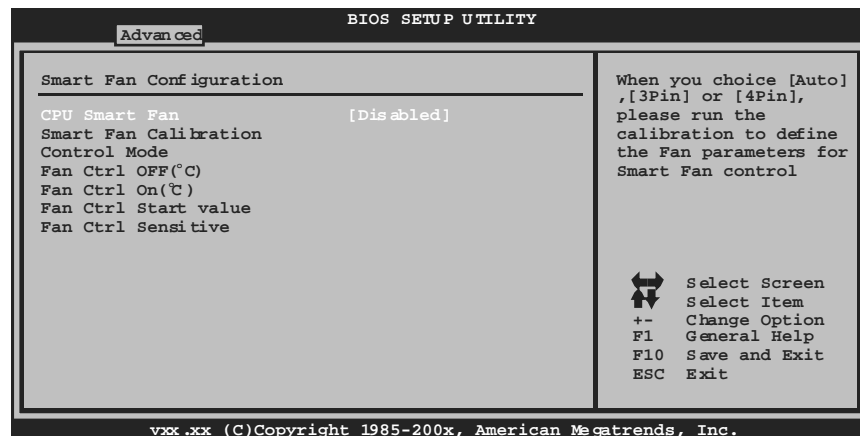 BIOS SETUP UTILITY
Advanced
Smart Fan Configuration
CPU Smart Fan [Disabled]
Smart Fan Calibration
Control Mode
Fan Ctrl OFF(°C)
Fan Ctrl On(°C)
Fan Ctrl Start value
Fan Ctrl Sensitive
When you choice [Auto]
,[3Pin] or [4Pin],
please run the
calibration to define
the Fan parameters for
Smart Fan control
Select Screen
Select Item
+- Change Option
F1 General Help
F10 Save and Exit
ESC Exit
vxx.xx (C)Copyright 1985-200x, American Megatrends, Inc.